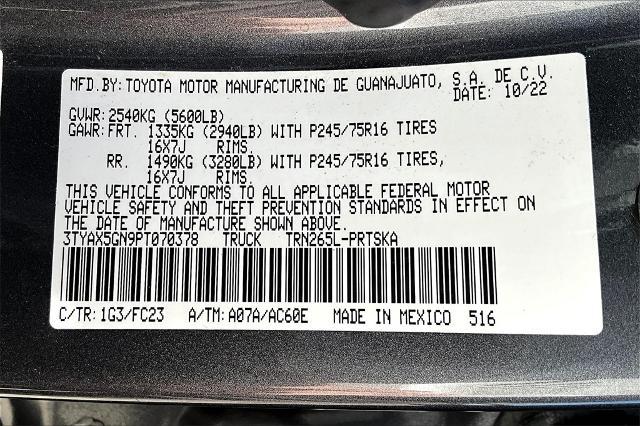 MFD.BY: TOYOTA MOTOR MANUFACTURING DE GUANAJUATO, S.A. DE C.V.
DATE: 10/22
GVWR: 2540KG (5600LB)
GAWR: FRT. 1335KG (2940LB) WITH P245/75R16 TIRES
16X7J RIMS.
RR. 1490KG (3280LB) WITH P245/75R16 TIRES,
16X7J RIMS.
THIS VEHICLE CONFORMS TO ALL APPLICABLE FEDERAL MOTOR
VEHICLE SAFETY AND THEFT PREVENTION STANDARDS IN EFFECT ON
THE DATE OF MANUFACTURE SHOWN ABOVE.
3TYAX5GN9PT070378 TRUCK TRN265L-PRTSKA
C/TR: 1G3/FC23 A/TM: A07A/AC60E MADE IN MEXICO 516